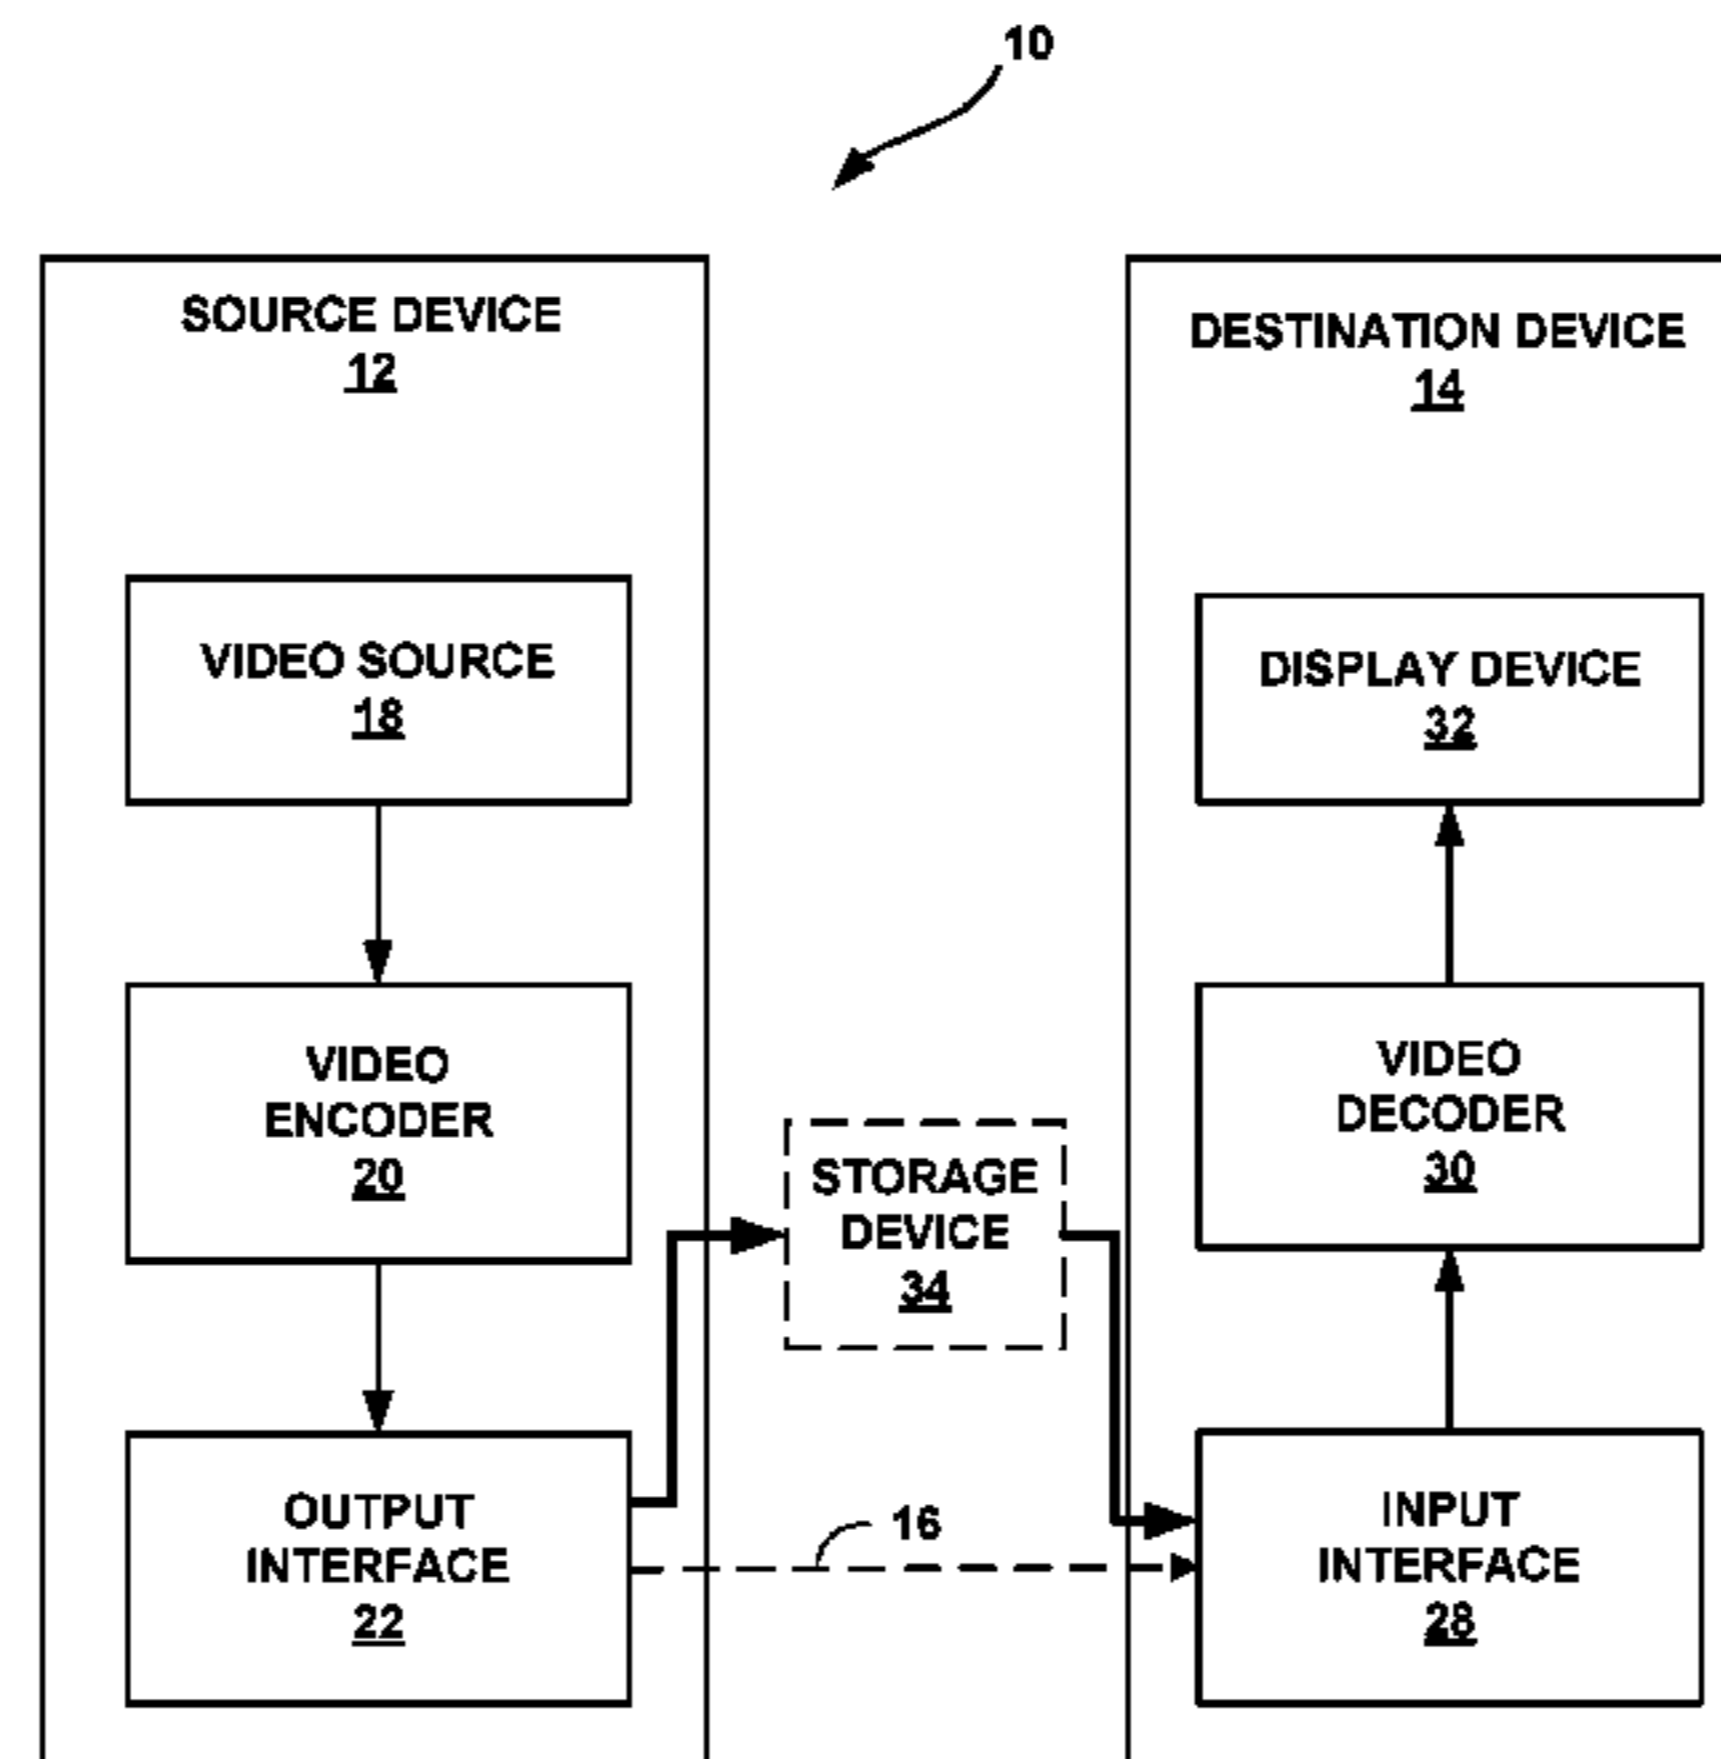 10
SOURCE DEVICE
12
VIDEO SOURCE
18
VIDEO
ENCODER
20
OUTPUT
INTERFACE
22
STORAGE
DEVICE
34
16
DESTINATION DEVICE
14
DISPLAY DEVICE
32
VIDEO
DECODER
30
INPUT
INTERFACE
28